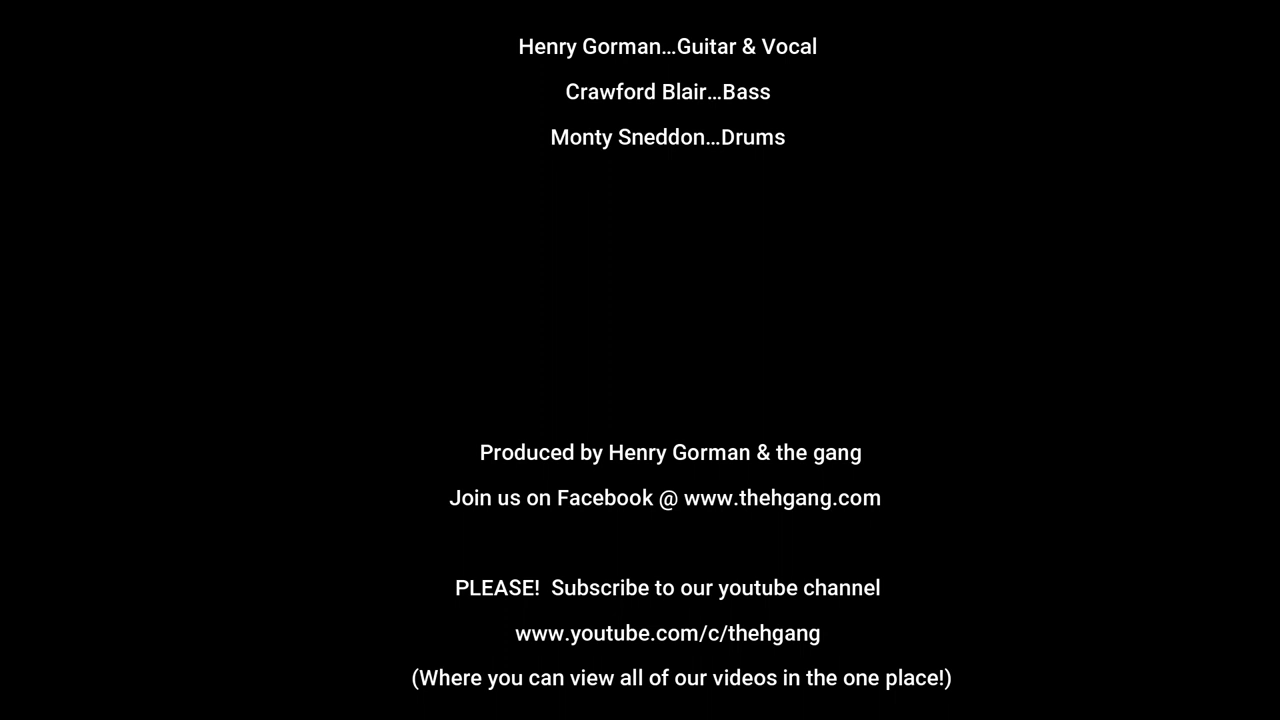 Henry Gorman...Guitar & Vocal
Crawford Blair...Bass
Monty Sneddon...Drums
Produced by Henry Gorman & the gang
Join us on Facebook @ www.thehgang.com
PLEASE!  Subscribe to our youtube channel
www.youtube.com/c/thehgang
(Where you can view all of our videos in the one place!)